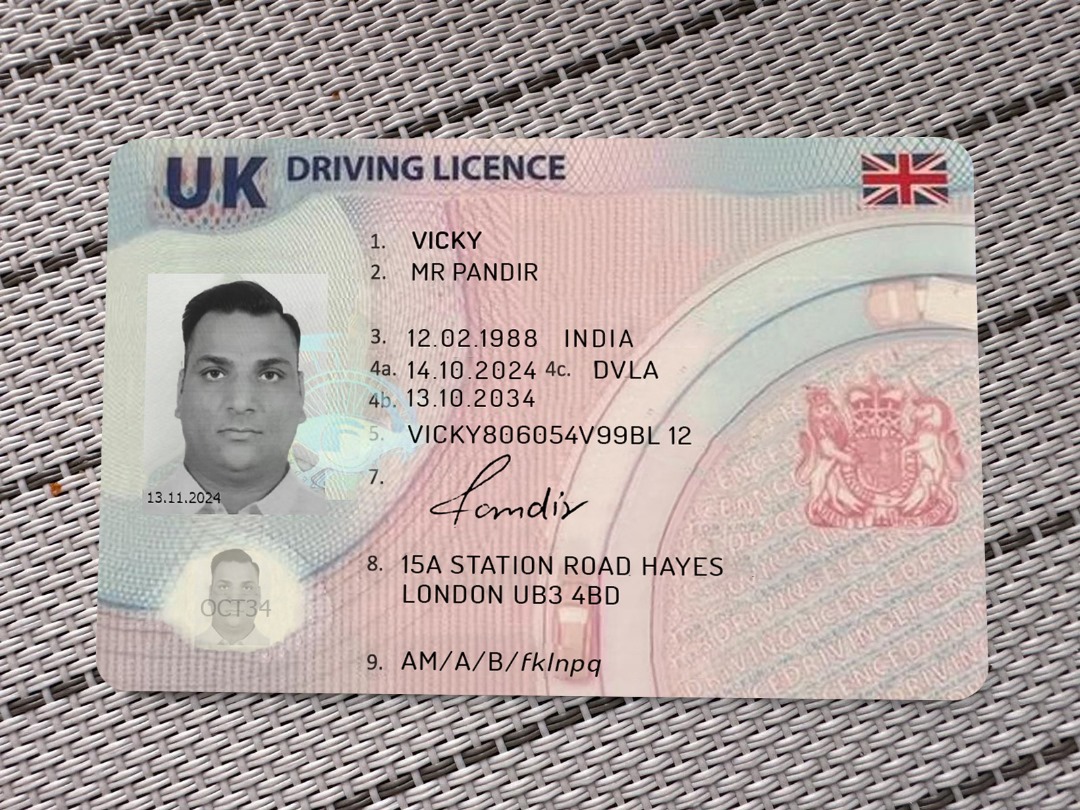 UK DRIVING LICENCE
1. VICKY
2. MR PANDIR
3. 12.02.1988 INDIA
4a. 14.10.2024 4c. DVLA
4b. 13.10.2034
5. VICKY806054V99BL 12
7. Pandir
13.11.2024
8. 15A STATION ROAD HAYES
LONDON UB3 4BD
OCT34
9. AM/A/B/fklnpq